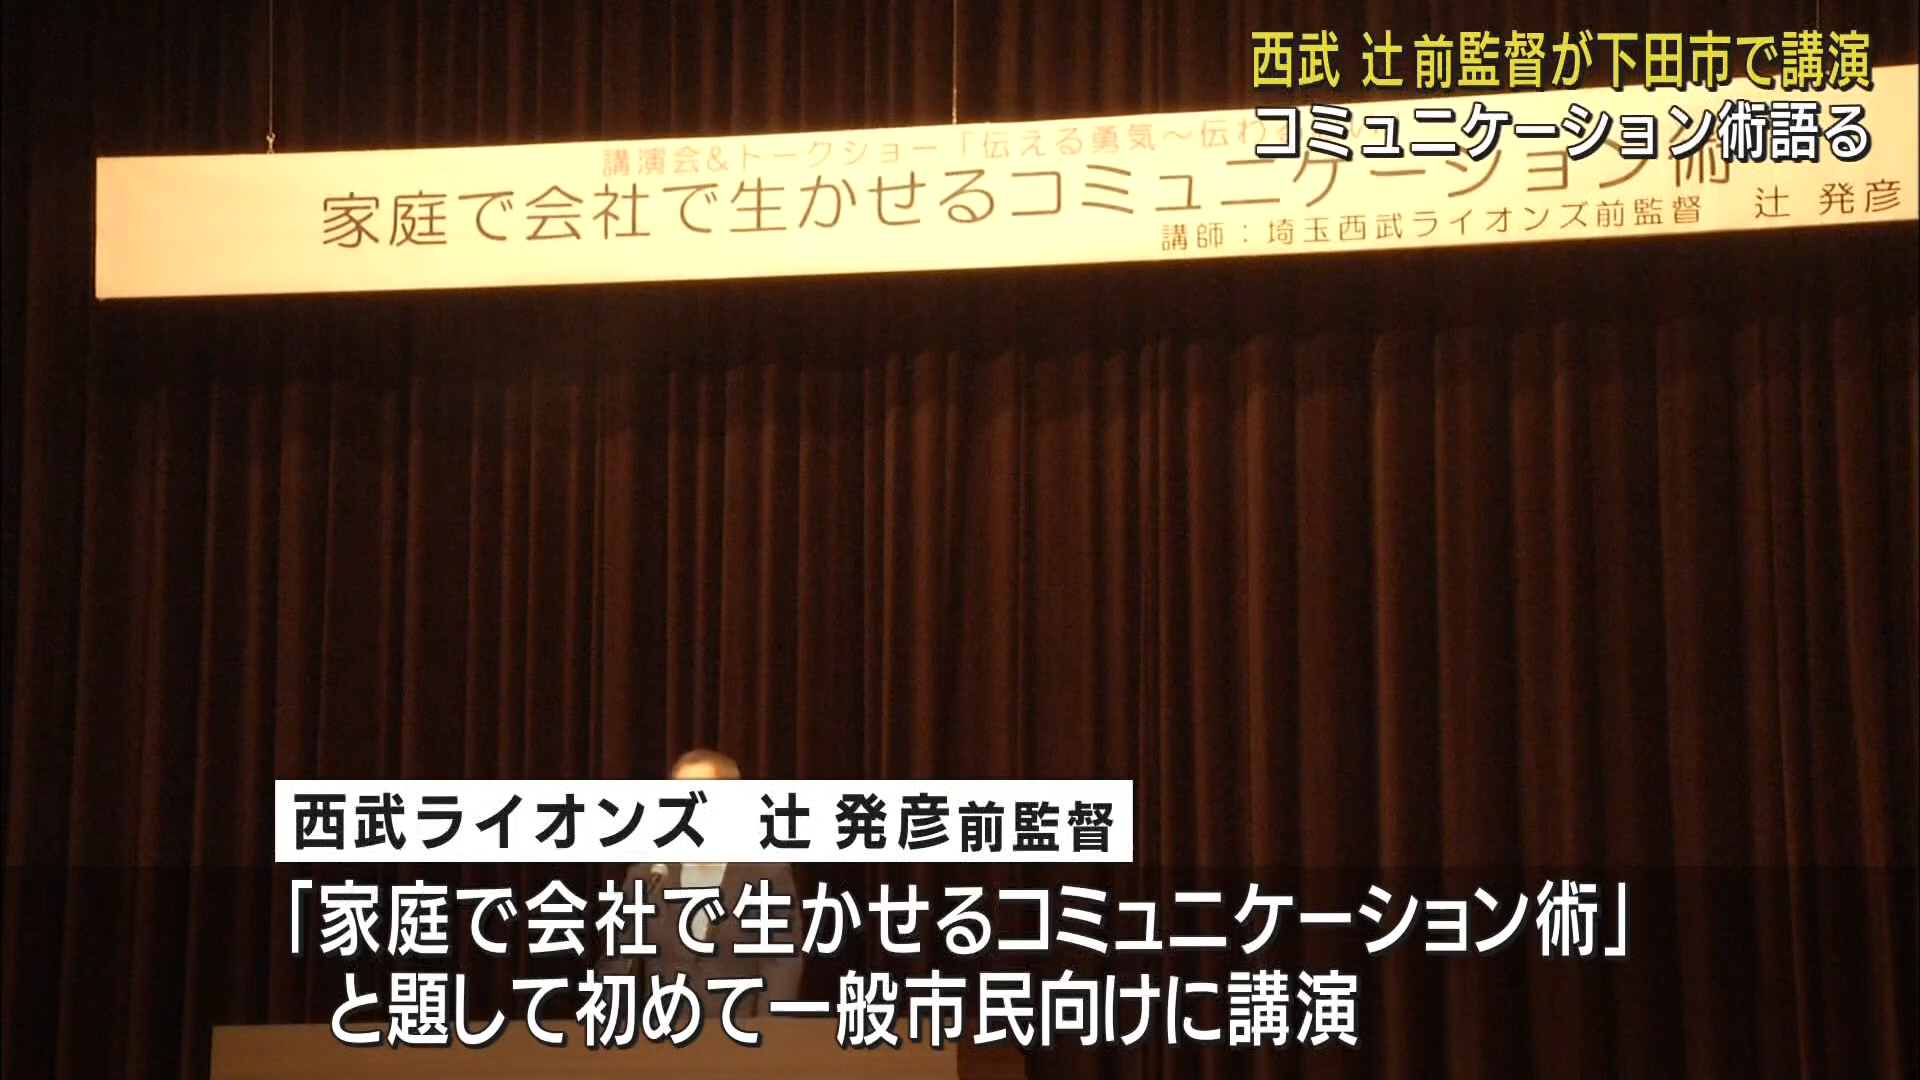 西武 辻前監督が下田市で講演
コミュニケーション術語る
講演会&トークショー「伝える勇気～伝わ
家庭で会社で生かせるコミュニケーション術
講師：埼玉西武ライオンズ前監督 辻 発彦
西武ライオンズ 辻 発彦前監督
「家庭で会社で生かせるコミュニケーション術」
と題して初めて一般市民向けに講演